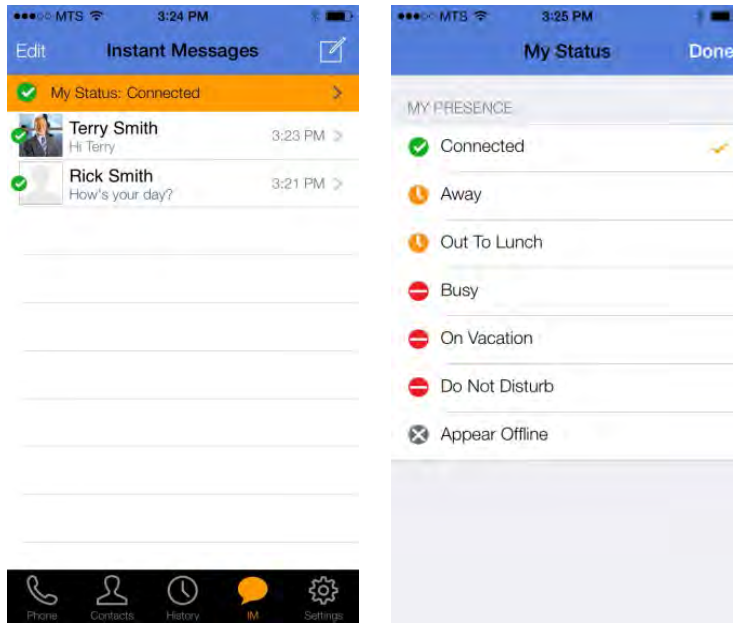 MTS 3:24 PM
Edit Instant Messages
My Status: Connected
Terry Smith
Hi Terry
3:23 PM
Rick Smith
How's your day?
3:21 PM
Phone Contacts History IM Settings
MTS 3:25 PM
My Status Done
MY PRESENCE
Connected
Away
Out To Lunch
Busy
On Vacation
Do Not Disturb
Appear Offline